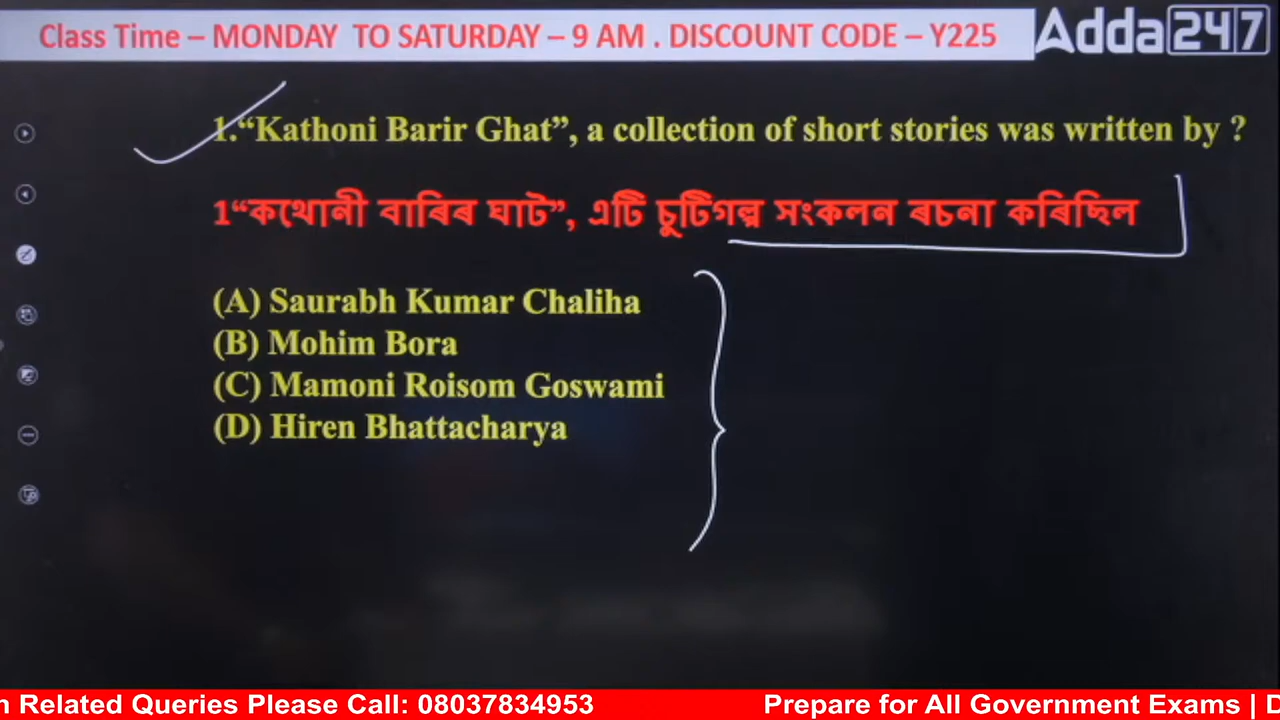 Class Time – MONDAY TO SATURDAY – 9 AM . DISCOUNT CODE – Y225
Adda247
1.“Kathoni Barir Ghat”, a collection of short stories was written by ?
1“কথোনী বাৰিৰ ঘাট”, এটি চুটিগল্প সংকলন ৰচনা কৰিছিল
(A) Saurabh Kumar Chaliha
(B) Mohim Bora
(C) Mamoni Roisom Goswami
(D) Hiren Bhattacharya
n Related Queries Please Call: 08037834953 Prepare for All Government Exams | D